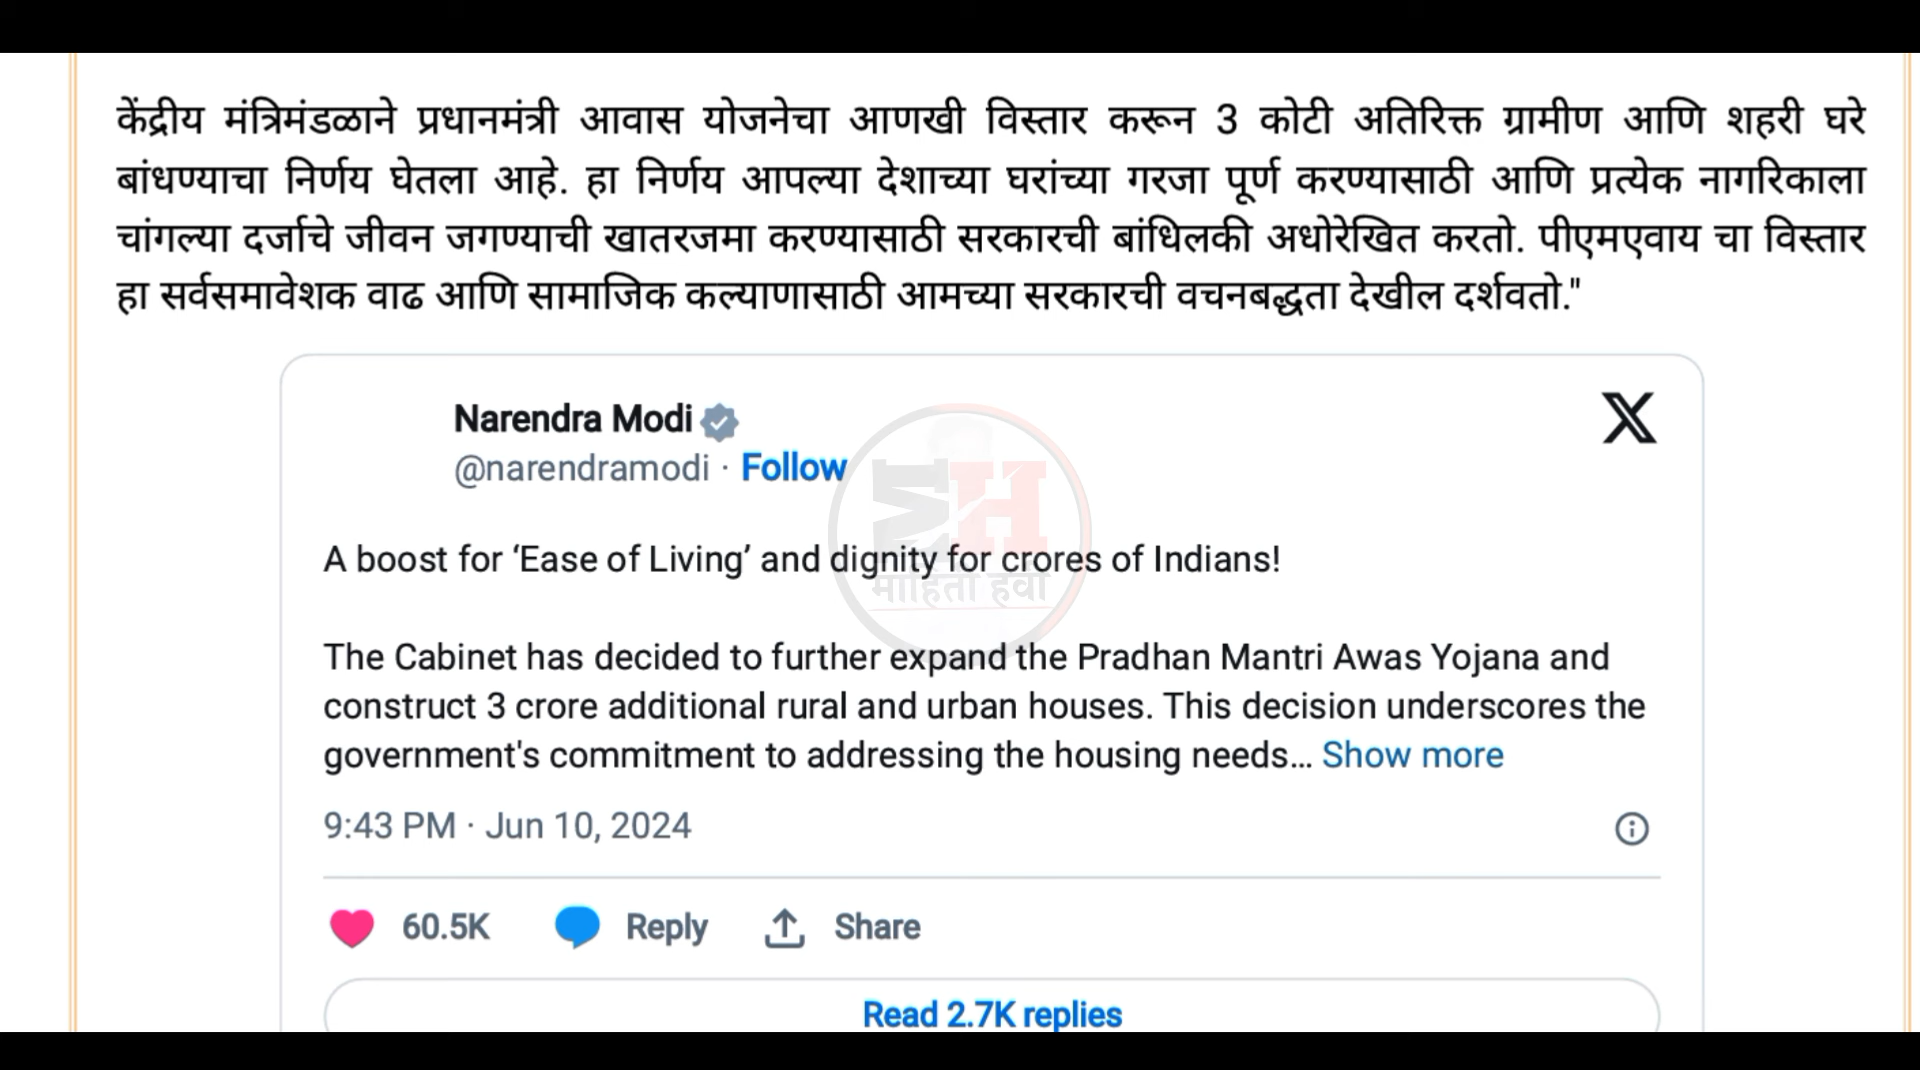 केंद्रीय मंत्रिमंडळाने प्रधानमंत्री आवास योजनेचा आणखी विस्तार करून 3 कोटी अतिरिक्त ग्रामीण आणि शहरी घरे
बांधण्याचा निर्णय घेतला आहे. हा निर्णय आपल्या देशाच्या घरांच्या गरजा पूर्ण करण्यासाठी आणि प्रत्येक नागरिकाला
चांगल्या दर्जाचे जीवन जगण्याची खातरजमा करण्यासाठी सरकारची बांधिलकी अधोरेखित करतो. पीएमएवाय चा विस्तार
हा सर्वसमावेशक वाढ आणि सामाजिक कल्याणासाठी आमच्या सरकारची वचनबद्धता देखील दर्शवतो."
Narendra Modi
@narendramodi · Follow
MH
A boost for ‘Ease of Living’ and dignity for crores of Indians!
माहिती हवी
The Cabinet has decided to further expand the Pradhan Mantri Awas Yojana and
construct 3 crore additional rural and urban houses. This decision underscores the
government's commitment to addressing the housing needs... Show more
9:43 PM · Jun 10, 2024
60.5K Reply Share
Read 2.7K replies